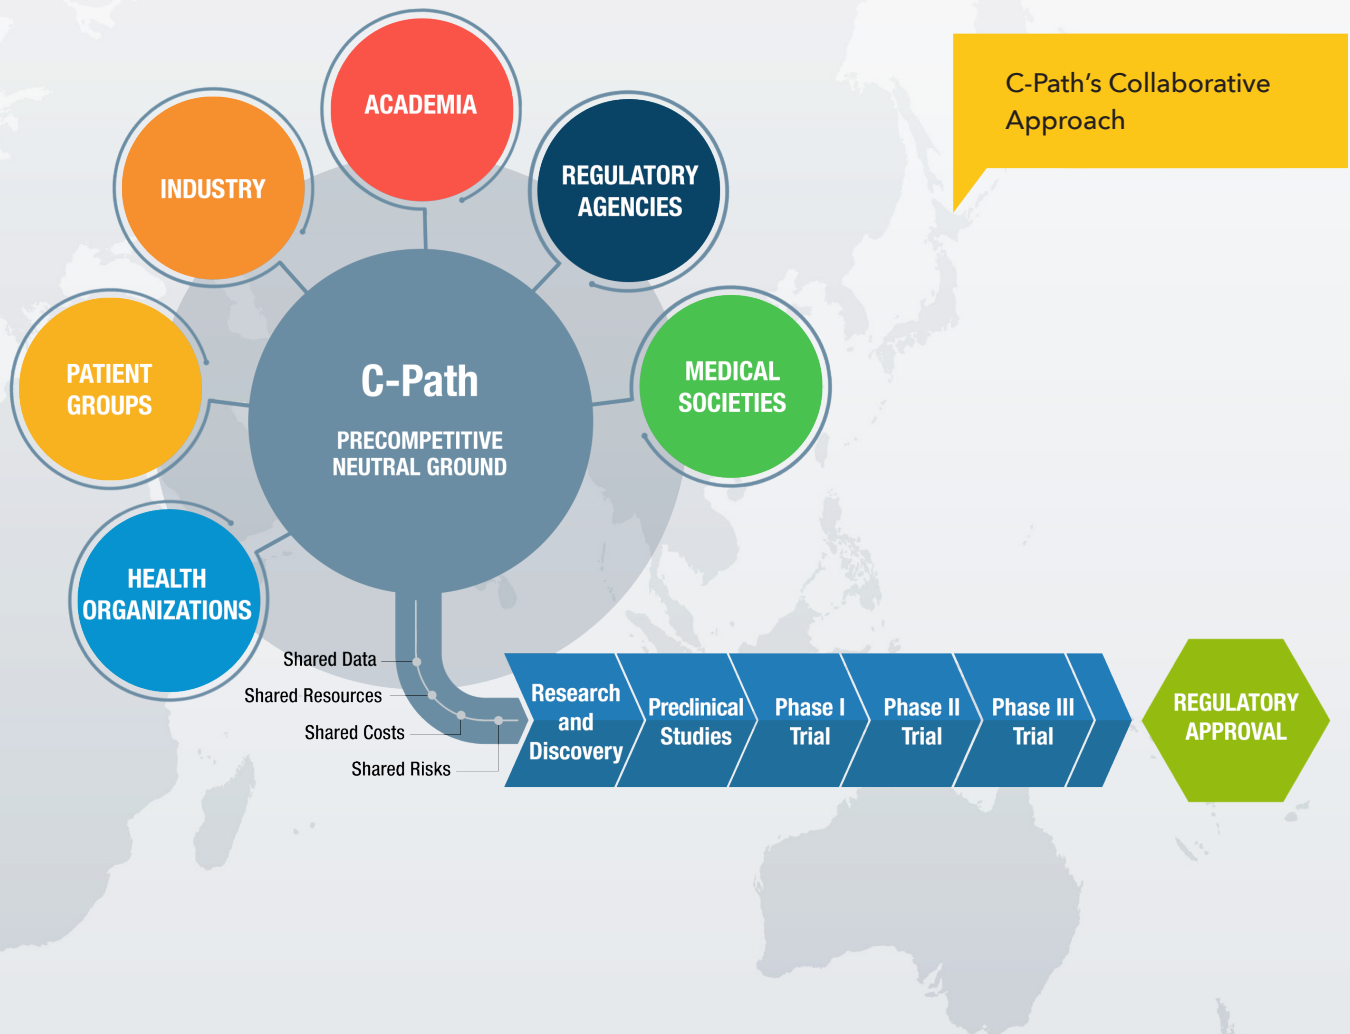 C-Path's Collaborative
Approach
ACADEMIA
INDUSTRY
REGULATORY
AGENCIES
PATIENT
GROUPS
MEDICAL
SOCIETIES
C-Path
PRECOMPETITIVE
NEUTRAL GROUND
HEALTH
ORGANIZATIONS
Shared Data
Shared Resources
Shared Costs
Shared Risks
Research
and
Discovery
Preclinical
Studies
Phase I
Trial
Phase II
Trial
Phase III
Trial
REGULATORY
APPROVAL